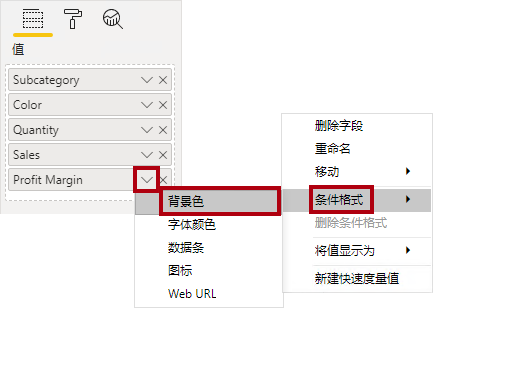 值
Subcategory
Color
Quantity
Sales
Profit Margin
背景色
字体颜色
数据条
图标
Web URL
删除字段
重命名
移动
条件格式
删除条件格式
将值显示为
新建快速度量值